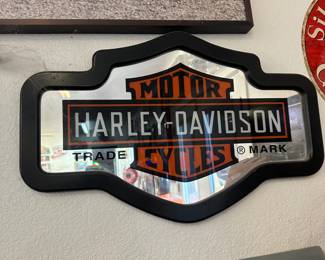 MOTOR
HARLEY-DAVIDSON
TRADE ® MARK
CYCLES